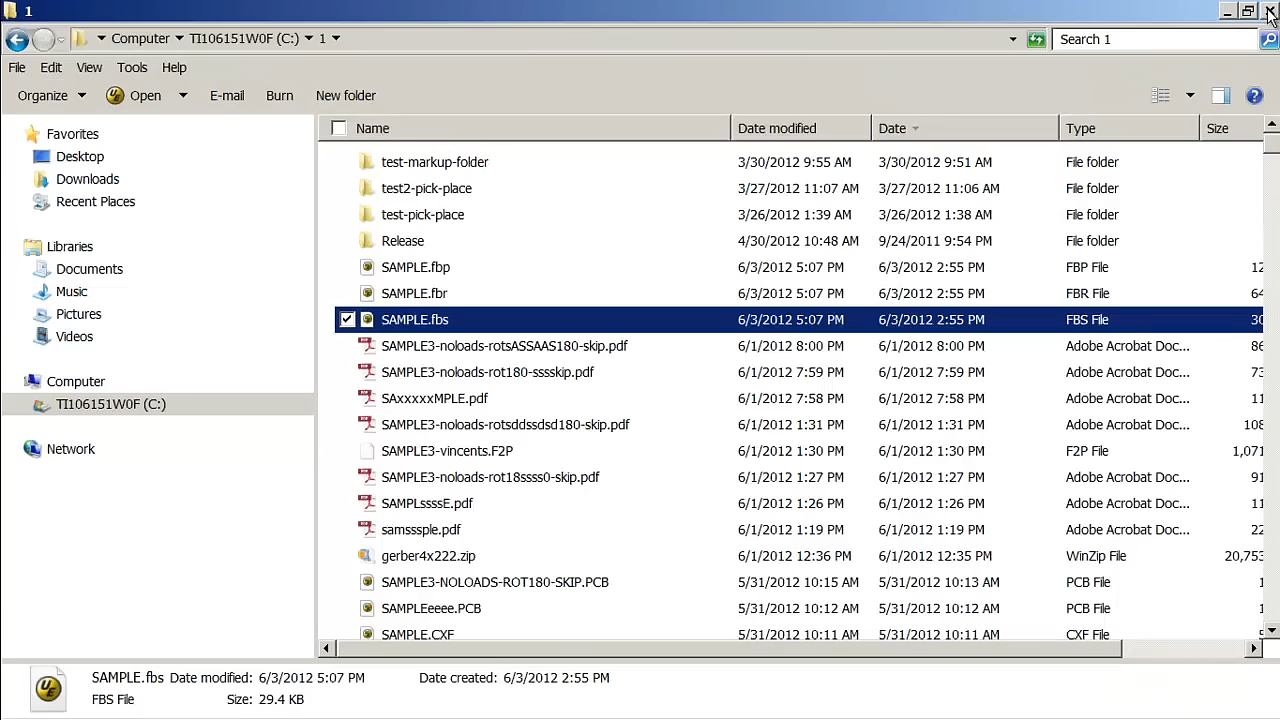 1
Computer TI106151W0F (C:) 1 Search 1
File Edit View Tools Help
Organize Open E-mail Burn New folder
Favorites
Desktop
Downloads
Recent Places
Libraries
Documents
Music
Pictures
Videos
Computer
TI106151W0F (C:)
Network
Name Date modified Date Type Size
test-markup-folder 3/30/2012 9:55 AM 3/30/2012 9:51 AM File folder
test2-pick-place 3/27/2012 11:07 AM 3/27/2012 11:06 AM File folder
test-pick-place 3/26/2012 1:39 AM 3/26/2012 1:38 AM File folder
Release 4/30/2012 10:48 AM 9/24/2011 9:54 PM File folder
SAMPLE.fbp 6/3/2012 5:07 PM 6/3/2012 2:55 PM FBP File 12
SAMPLE.fbr 6/3/2012 5:07 PM 6/3/2012 2:55 PM FBR File 64
SAMPLE.fbs 6/3/2012 5:07 PM 6/3/2012 2:55 PM FBS File 30
SAMPLE3-noloads-rotsASSAAS180-skip.pdf 6/1/2012 8:00 PM 6/1/2012 8:00 PM Adobe Acrobat Doc... 86
SAMPLE3-noloads-rot180-sssskip.pdf 6/1/2012 7:59 PM 6/1/2012 7:59 PM Adobe Acrobat Doc... 73
SAxxxxxMPLE.pdf 6/1/2012 7:58 PM 6/1/2012 7:58 PM Adobe Acrobat Doc... 11
SAMPLE3-noloads-rotsddssdsd180-skip.pdf 6/1/2012 1:31 PM 6/1/2012 1:31 PM Adobe Acrobat Doc... 108
SAMPLE3-vincents.F2P 6/1/2012 1:30 PM 6/1/2012 1:30 PM F2P File 1,071
SAMPLE3-noloads-rot18ssss0-skip.pdf 6/1/2012 1:27 PM 6/1/2012 1:27 PM Adobe Acrobat Doc... 91
SAMPLssssE.pdf 6/1/2012 1:26 PM 6/1/2012 1:26 PM Adobe Acrobat Doc... 11
samsssple.pdf 6/1/2012 1:19 PM 6/1/2012 1:19 PM Adobe Acrobat Doc... 22
gerber4x222.zip 6/1/2012 12:36 PM 6/1/2012 12:35 PM WinZip File 20,753
SAMPLE3-NOLOADS-ROT180-SKIP.PCB 5/31/2012 10:15 AM 5/31/2012 10:13 AM PCB File 1
SAMPLEeeee.PCB 5/31/2012 10:12 AM 5/31/2012 10:12 AM PCB File 1
SAMPLE.CXF 5/31/2012 10:11 AM 5/31/2012 10:11 AM CXF File
SAMPLE.fbs Date modified: 6/3/2012 5:07 PM Date created: 6/3/2012 2:55 PM
FBS File Size: 29.4 KB